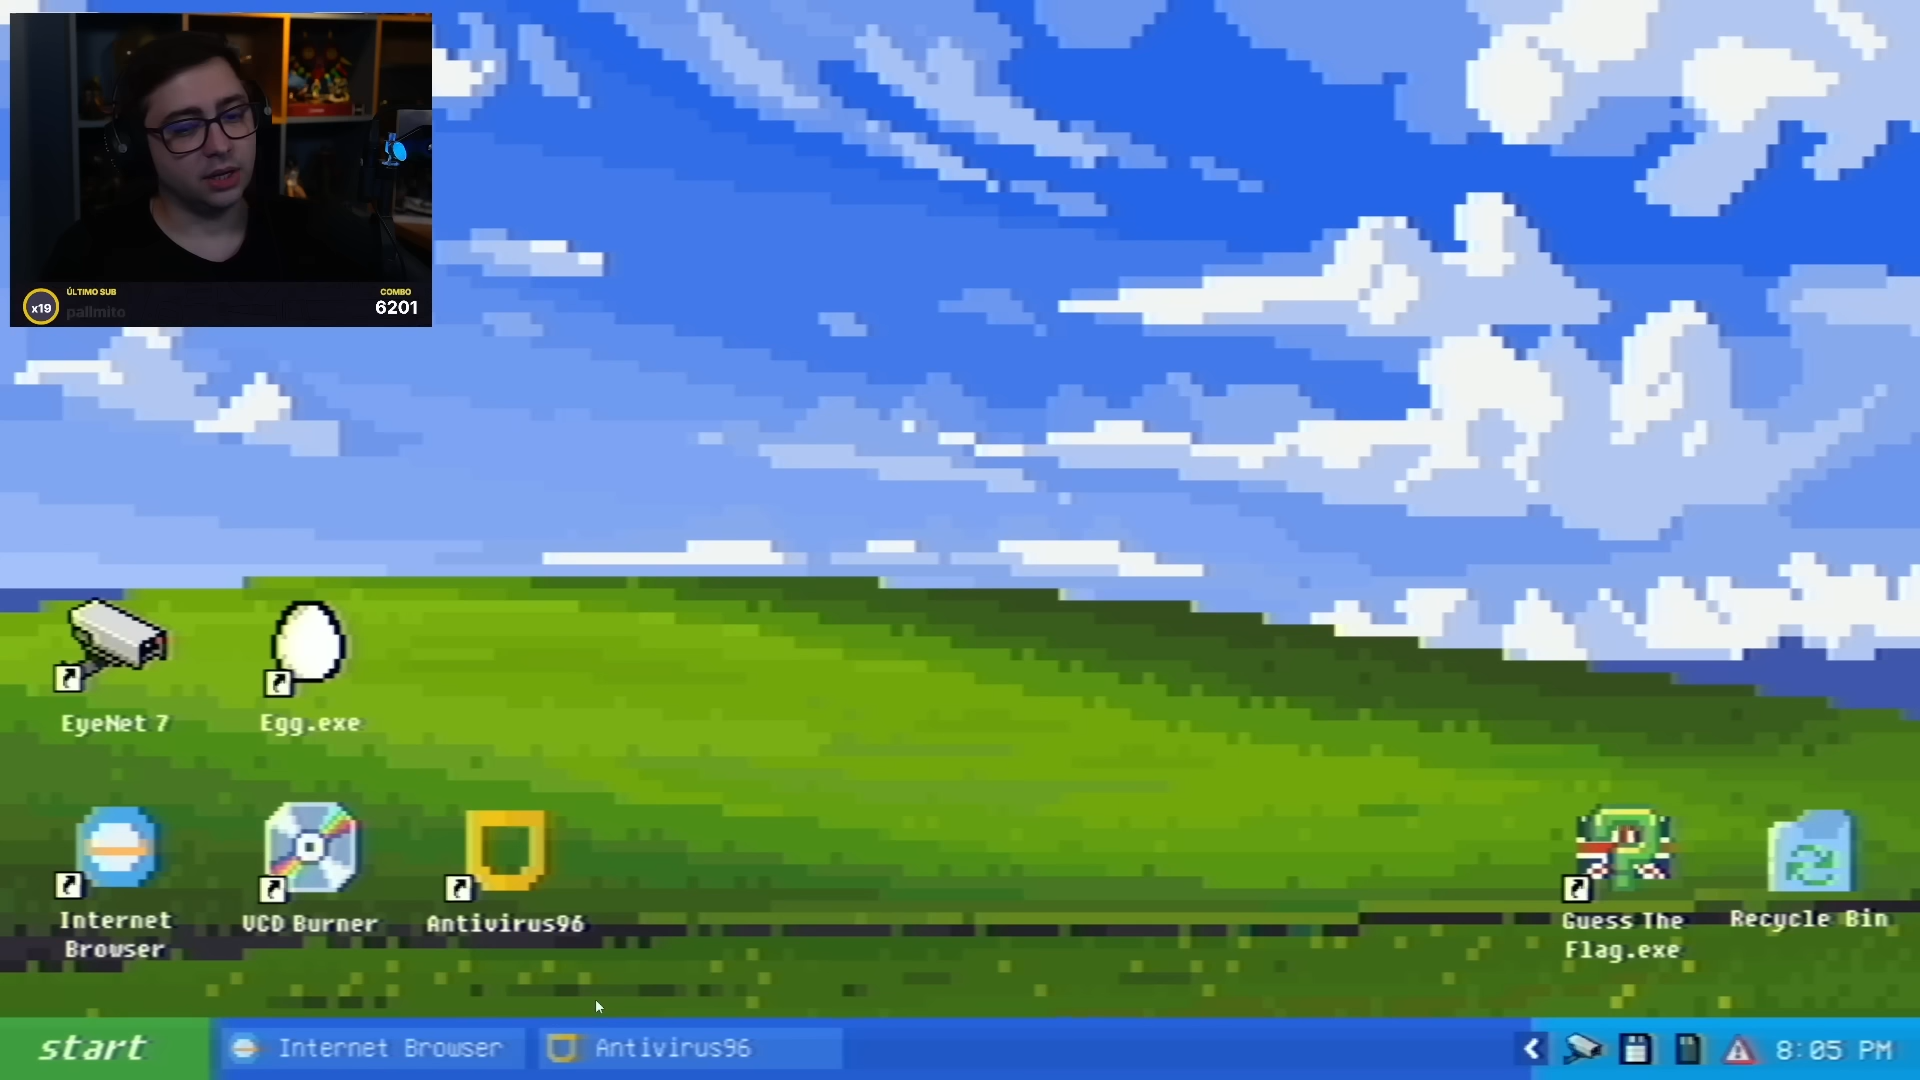 ÚLTIMO SUB
COMBO
x19
pallmito
6201
EyeNet 7
Egg.exe
Internet
Browser
VCD Burner
Antivirus96
Guess The
Flag.exe
Recycle Bin
start
Internet Browser
Antivirus96
8:05 PM